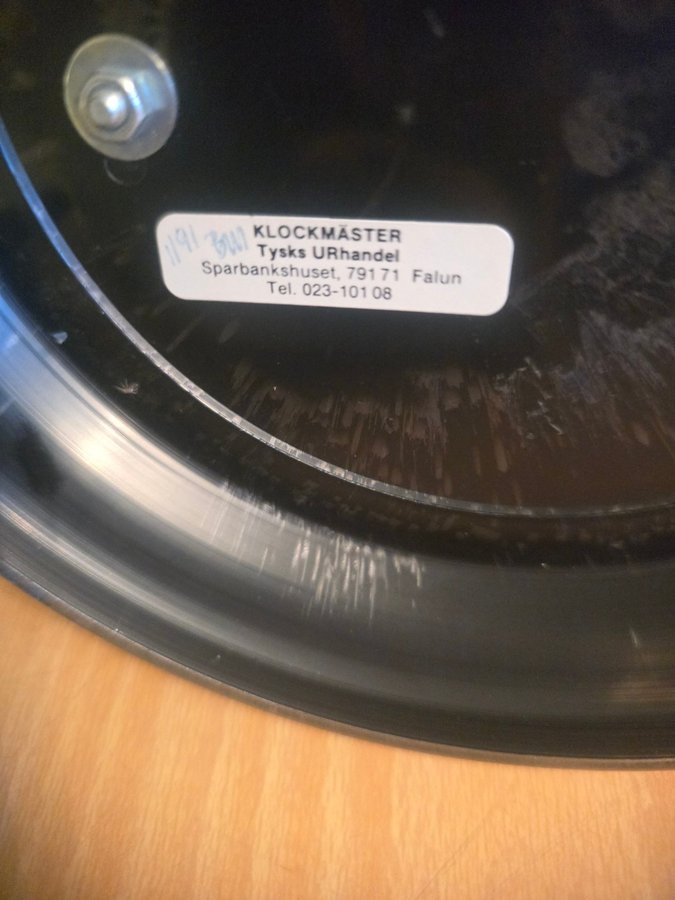 KLOCKMÄSTER
Tysks URhandel
Sparbankshuset, 791 71 Falun
Tel. 023-101 08